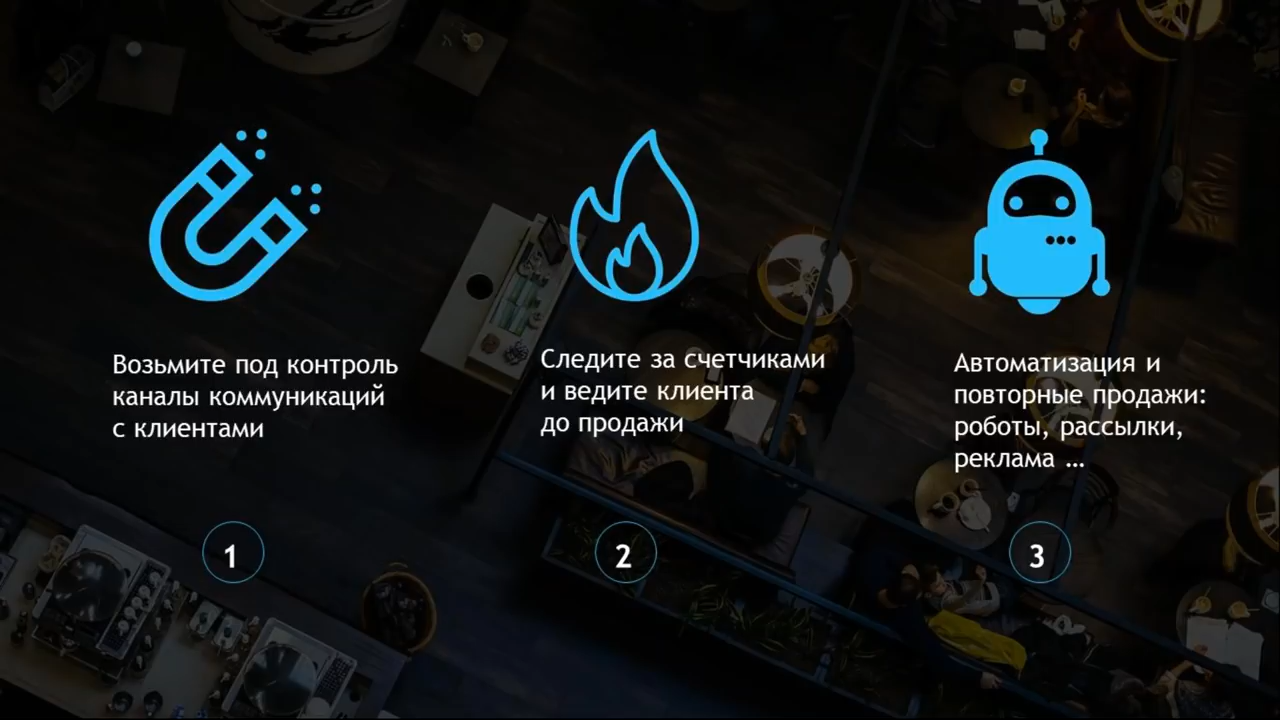 Возьмите под контроль
каналы коммуникаций
с клиентами
1
Следите за счетчиками
и ведите клиента
до продажи
2
Автоматизация и
повторные продажи:
роботы, рассылки,
реклама ...
3